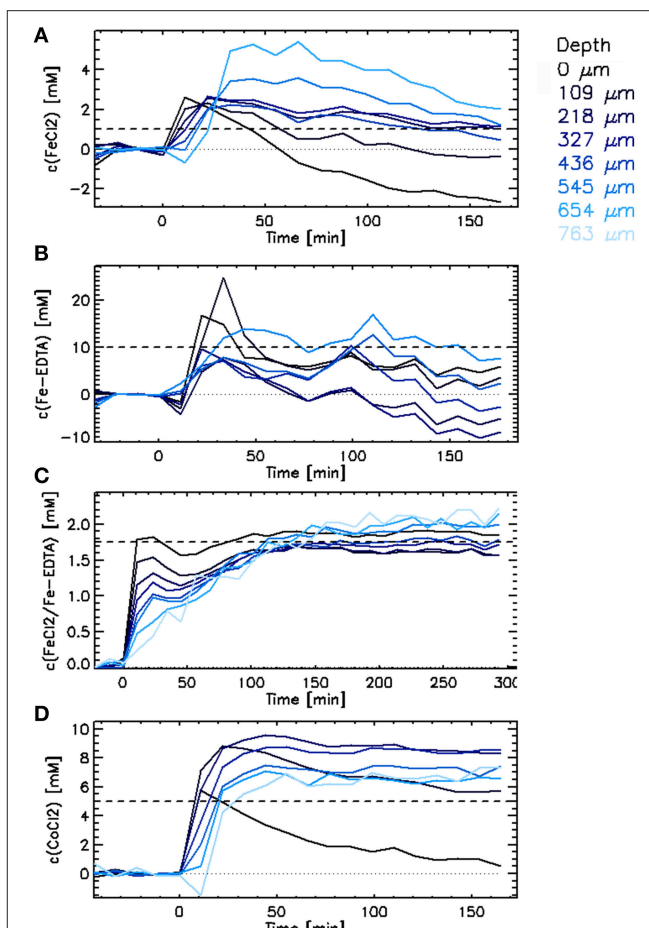 A
c(FeCl2) [mM]
4
2
0
−2
0
50
100
150
Time [min]
Depth
0 μm
109 μm
218 μm
327 μm
436 μm
545 μm
654 μm
763 μm
B
c(Fe−EDTA) [mM]
20
10
0
−10
0
50
100
150
Time [min]
C
c(FeCl2/Fe−EDTA) [mM]
2.0
1.5
1.0
0.5
0.0
0
50
100
150
200
250
300
Time [min]
D
c(CoCl2) [mM]
10
8
6
4
2
0
0
50
100
150
Time [min]